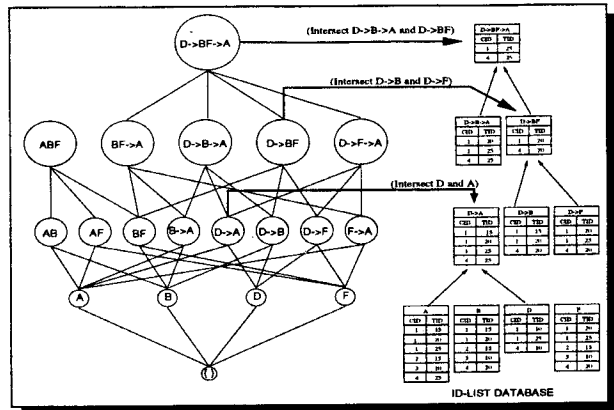 D->BF->A
(Intersect D->B->A and D->BF)
D->BF->A
CID TID
1 25
4 25
(Intersect D->B and D->F)
ABF
BF->A
D->B->A
D->BF
D->F->A
D->B->A
CID TID
1 20
1 25
4 25
D->BF
CID TID
1 20
4 20
(Intersect D and A)
AB
AF
BF
B->A
D->A
D->B
D->F
F->A
D->A
CID TID
1 15
1 20
1 25
4 25
D->B
CID TID
1 15
1 20
4 20
D->F
CID TID
1 20
1 25
4 20
A
B
D
F
A
CID TID
1 15
1 20
1 25
2 15
3 10
4 25
B
CID TID
1 15
1 20
2 15
3 10
4 20
D
CID TID
1 10
1 25
4 10
F
CID TID
1 20
1 25
2 15
3 10
4 20
{ }
ID-LIST DATABASE